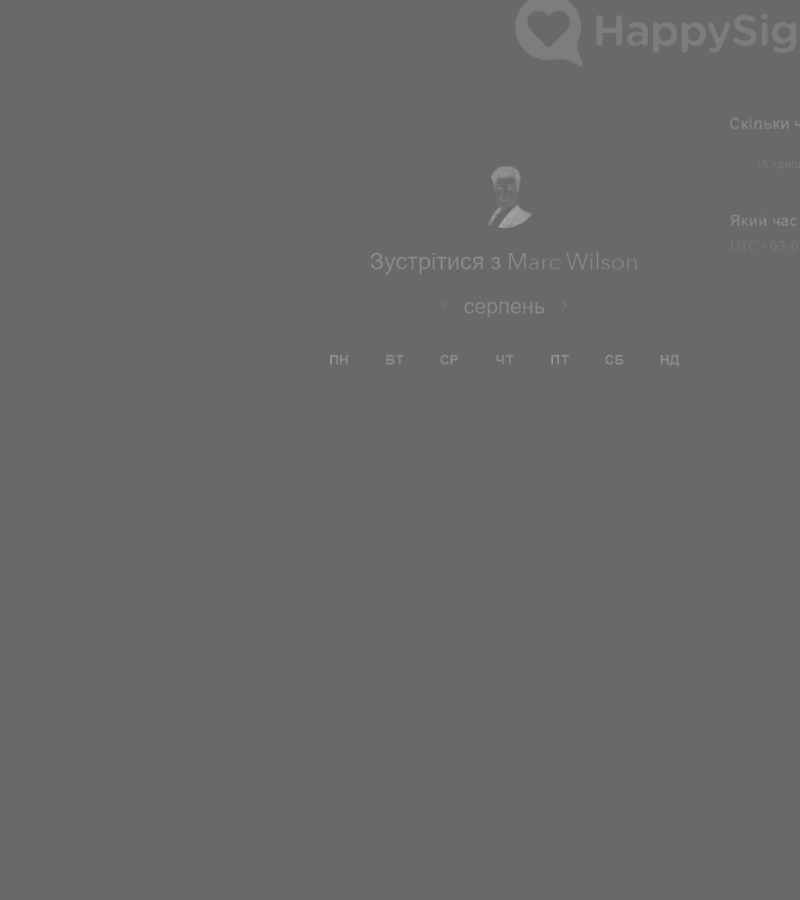 HappySig
Скільки
15 хвил
Який час
UTC +03:0
Зустрітися з Marc Wilson
серпень
ПН ВТ СР ЧТ ПТ СБ НД